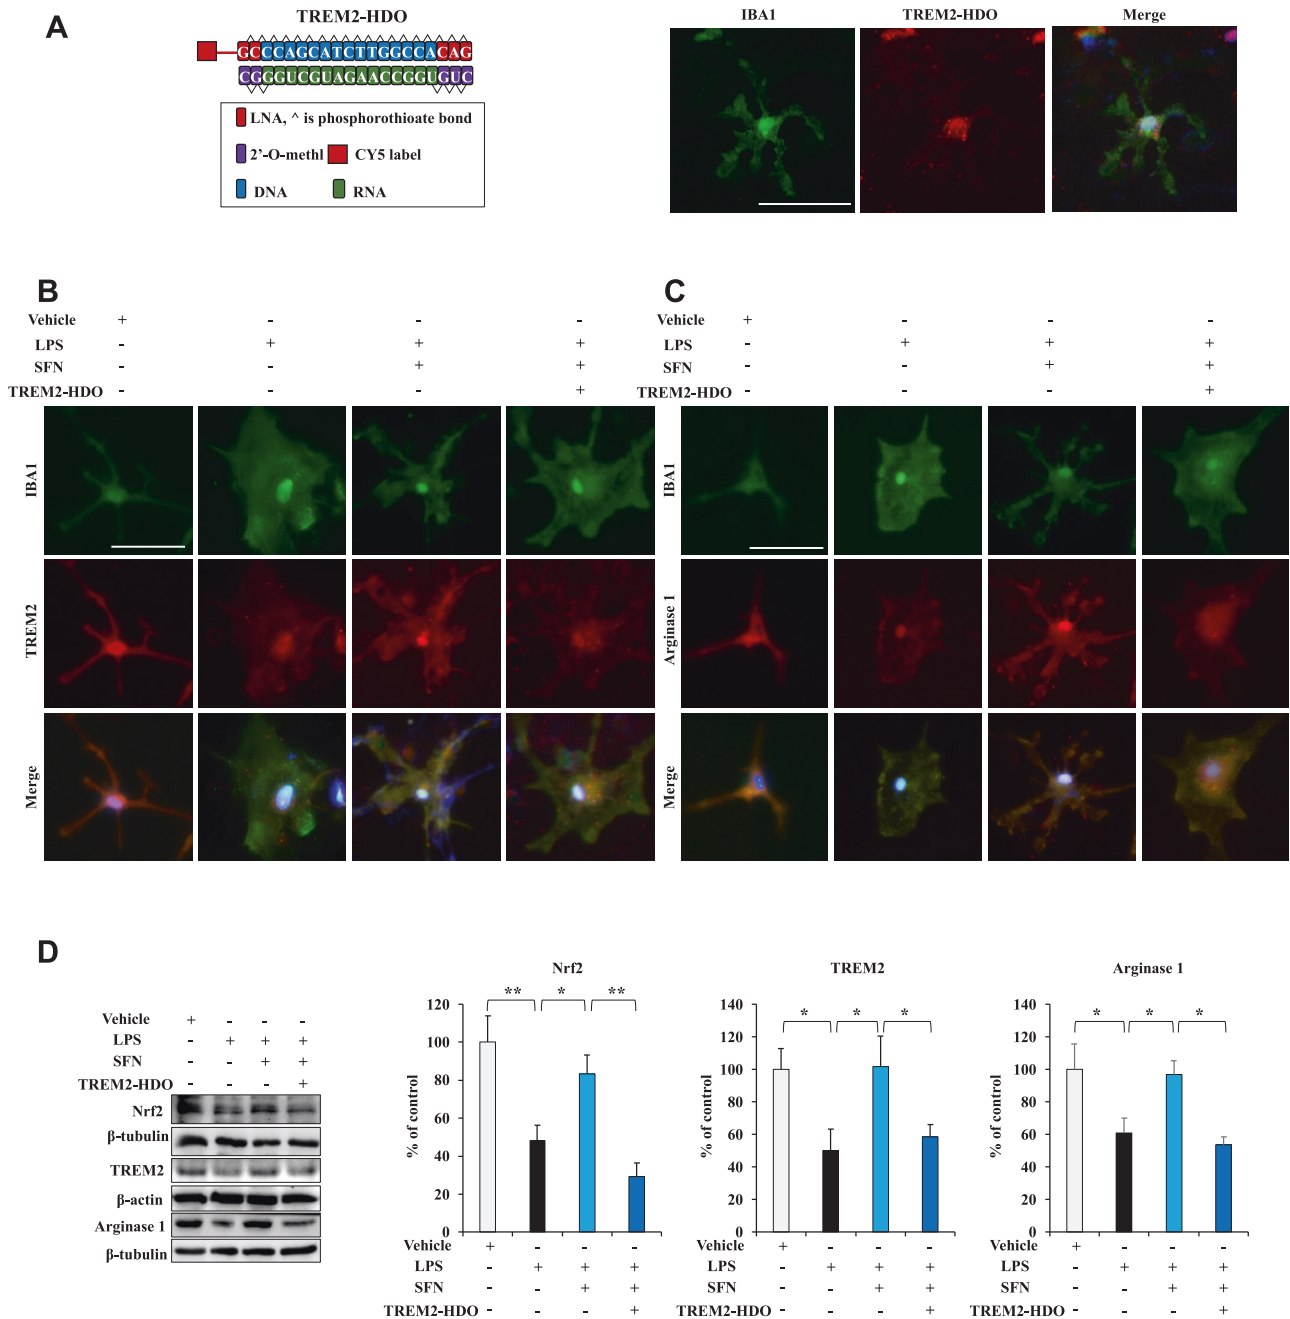 A
TREM2-HDO
GCCCAGCATCTTGGCCACAG
CGGGUCGUAGAACCGGUGUC
LNA, ^ is phosphorothioate bond
2'-O-methl CY5 label
DNA RNA
IBA1 TREM2-HDO Merge
B
Vehicle + - - -
LPS - + + +
SFN - - + +
TREM2-HDO - - - +
IBA1
TREM2
Merge
C
Vehicle + - - -
LPS - + + +
SFN - - + +
TREM2-HDO - - - +
IBA1
Arginase 1
Merge
D
Vehicle + - - -
LPS - + + +
SFN - - + +
TREM2-HDO - - - +
Nrf2
β-tubulin
TREM2
β-actin
Arginase 1
β-tubulin
Nrf2
** * **
% of control
120
100
80
60
40
20
0
Vehicle + - - -
LPS - + + +
SFN - - + +
TREM2-HDO - - - +
TREM2
* * *
% of control
140
120
100
80
60
40
20
0
Vehicle + - - -
LPS - + + +
SFN - - + +
TREM2-HDO - - - +
Arginase 1
* * *
% of control
140
120
100
80
60
40
20
0
Vehicle + - - -
LPS - + + +
SFN - - + +
TREM2-HDO - - - +